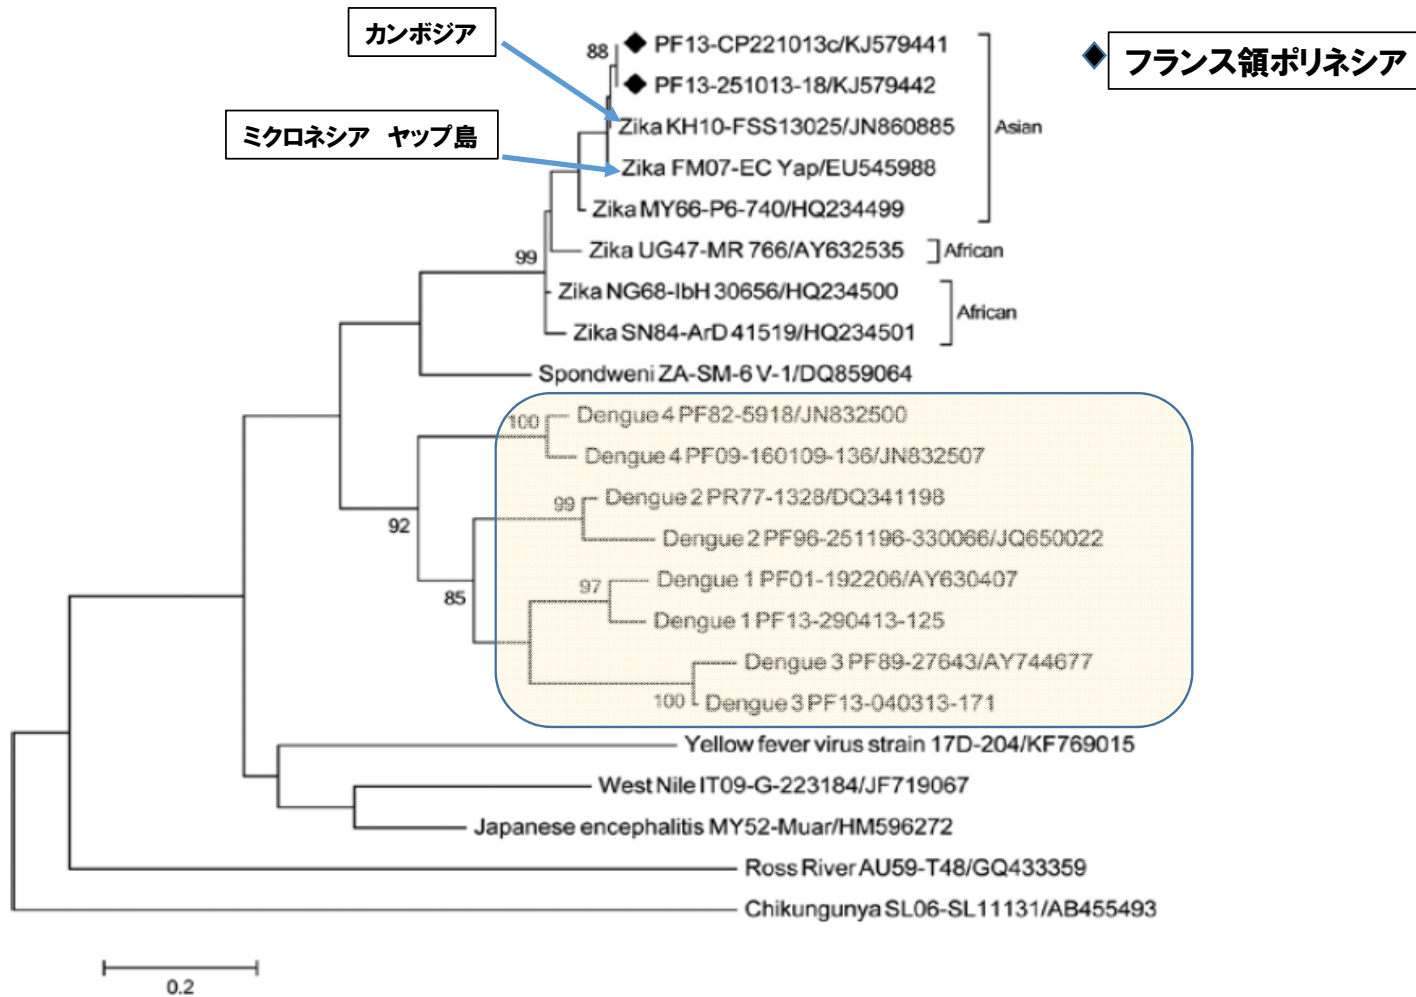 カンボジア
ミクロネシア ヤップ島
フランス領ポリネシア
88
PF13-CP221013c/KJ579441
PF13-251013-18/KJ579442
Zika KH10-FSS13025/JN860885
Asian
Zika FM07-EC Yap/EU545988
Zika MY66-P6-740/HQ234499
Zika UG47-MR 766/AY632535
African
99
Zika NG68-IbH 30656/HQ234500
African
Zika SN84-ArD 41519/HQ234501
Spondweni ZA-SM-6 V-1/DQ859064
100
Dengue 4 PF82-5918/JN832500
Dengue 4 PF09-160109-136/JN832507
99
Dengue 2 PR77-1328/DQ341198
92
Dengue 2 PF96-251196-330066/JQ650022
97
Dengue 1 PF01-192206/AY630407
85
Dengue 1 PF13-290413-125
Dengue 3 PF89-27643/AY744677
100
Dengue 3 PF13-040313-171
Yellow fever virus strain 17D-204/KF769015
West Nile IT09-G-223184/JF719067
Japanese encephalitis MY52-Muar/HM596272
Ross River AU59-T48/GQ433359
Chikungunya SL06-SL11131/AB455493
0.2